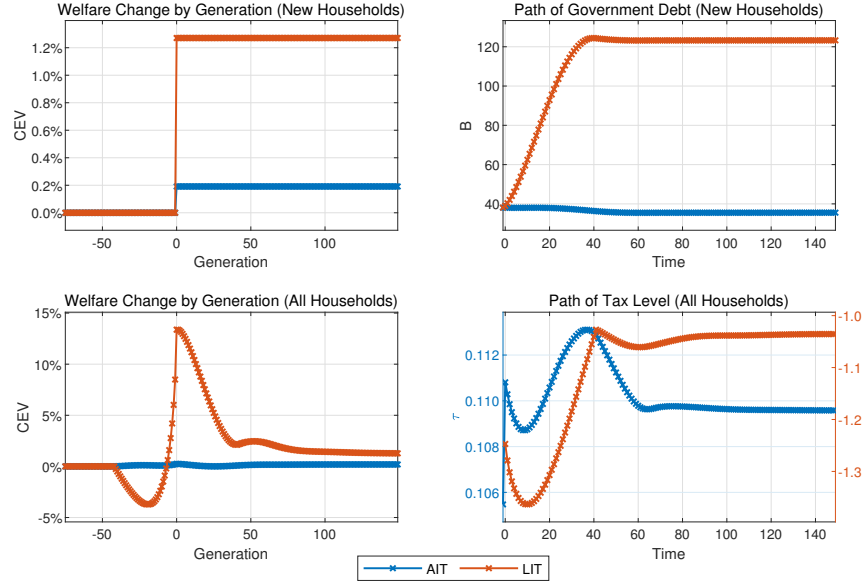 Welfare Change by Generation (New Households)
1.2%
1.0%
0.8%
0.6%
0.4%
0.2%
0.0%
CEV
-50 0 50 100
Generation
Path of Government Debt (New Households)
120
100
80
60
40
B
0 20 40 60 80 100 120 140
Time
Welfare Change by Generation (All Households)
15%
10%
5%
0%
-5%
CEV
-50 0 50 100
Generation
Path of Tax Level (All Households)
0.112
0.110
0.108
0.106
τ
-1.0
-1.1
-1.2
-1.3
0 20 40 60 80 100 120 140
Time
AIT LIT